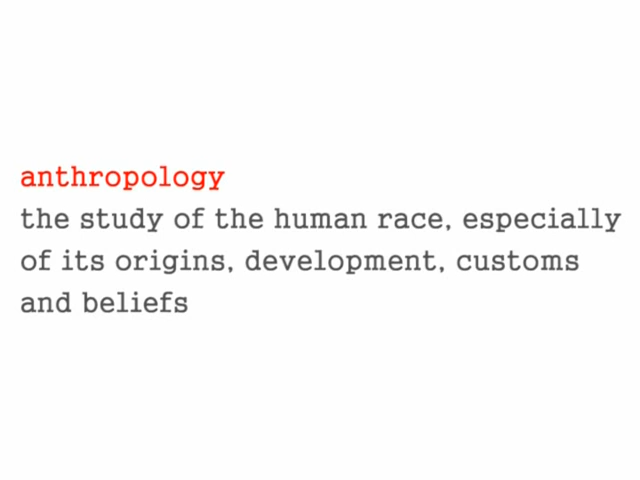 anthropology
the study of the human race, especially
of its origins, development, customs
and beliefs